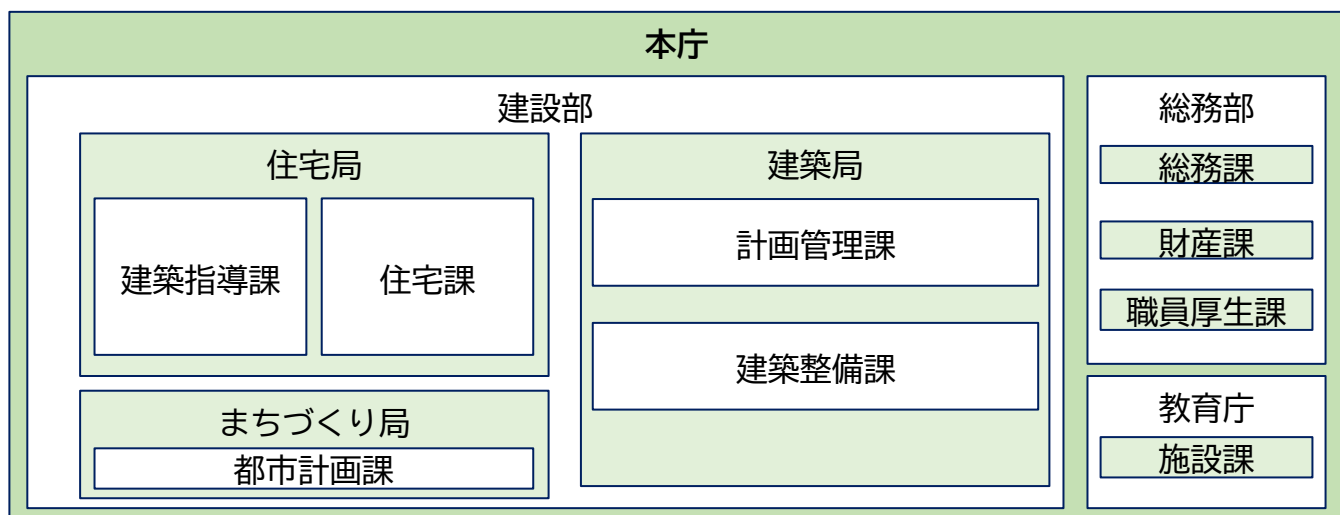 本庁
建設部
住宅局
建築指導課
住宅課
まちづくり局
都市計画課
建築局
計画管理課
建築整備課
総務部
総務課
財産課
職員厚生課
教育庁
施設課